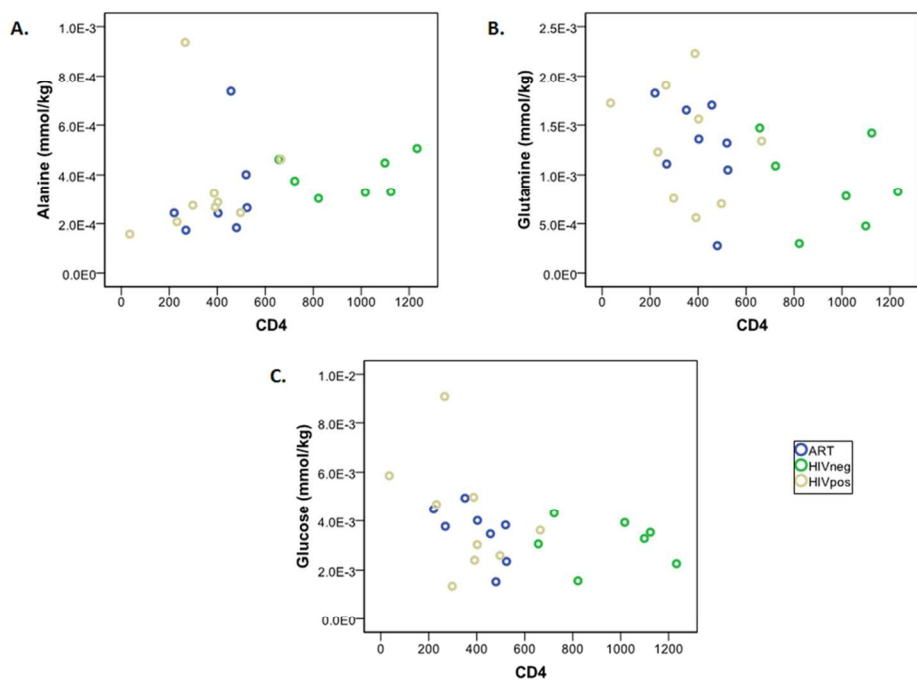 A.
Alanine (mmol/kg)
1.0E-3
8.0E-4
6.0E-4
4.0E-4
2.0E-4
0.0E0
0 200 400 600 800 1000 1200
CD4
B.
Glutamine (mmol/kg)
2.5E-3
2.0E-3
1.5E-3
1.0E-3
5.0E-4
0.0E0
0 200 400 600 800 1000 1200
CD4
C.
Glucose (mmol/kg)
1.0E-2
8.0E-3
6.0E-3
4.0E-3
2.0E-3
0.0E0
0 200 400 600 800 1000 1200
CD4
ART
HIVneg
HIVpos